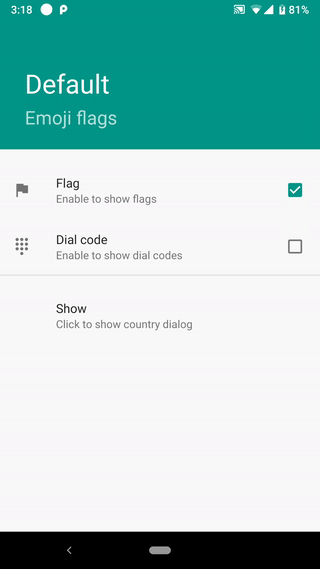 3:18
81%
Default
Emoji flags
Flag
Enable to show flags
Dial code
Enable to show dial codes
Show
Click to show country dialog